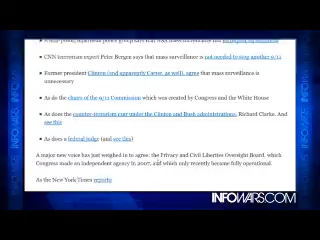 CNN terrorism expert Peter Bergen says that mass surveillance is not needed to stop another 9/11
Former president Clinton (and apparently Carter, as well), agree that mass surveillance is
unnecessary
As do the chairs of the 9/11 Commission which was created by Congress and the White House
As does the counter-terrorism czar under the Clinton and Bush administrations, Richard Clarke. And
see this
As does a federal judge (and see this)
A major new voice has just weighed in to agree: the Privacy and Civil Liberties Oversight Board, which
Congress made an independent agency in 2007, and which only recently became fully operational.
As the New York Times reports:
INFOWARS.COM